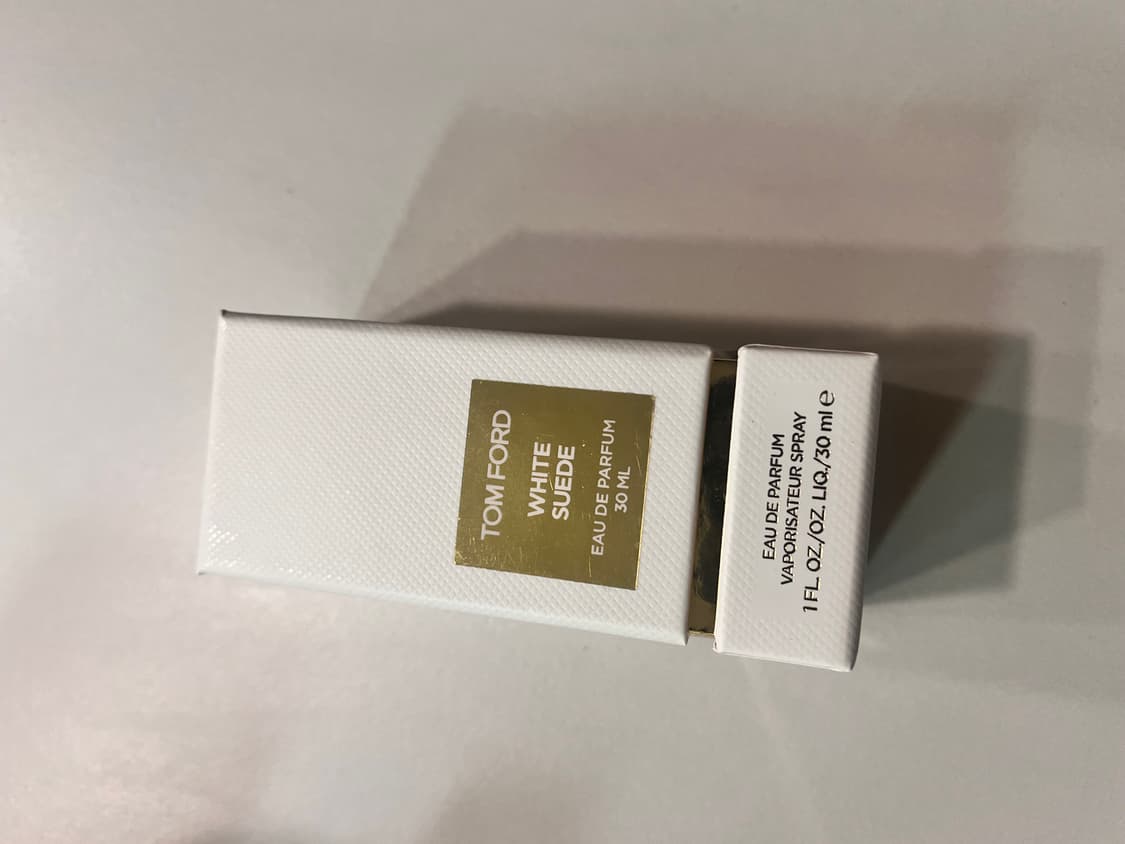 TOM FORD
WHITE
SUEDE
EAU DE PARFUM
30 ML
EAU DE PARFUM
VAPORISATEUR SPRAY
1 FL. OZ./OZ. LIQ./30 ml ℮